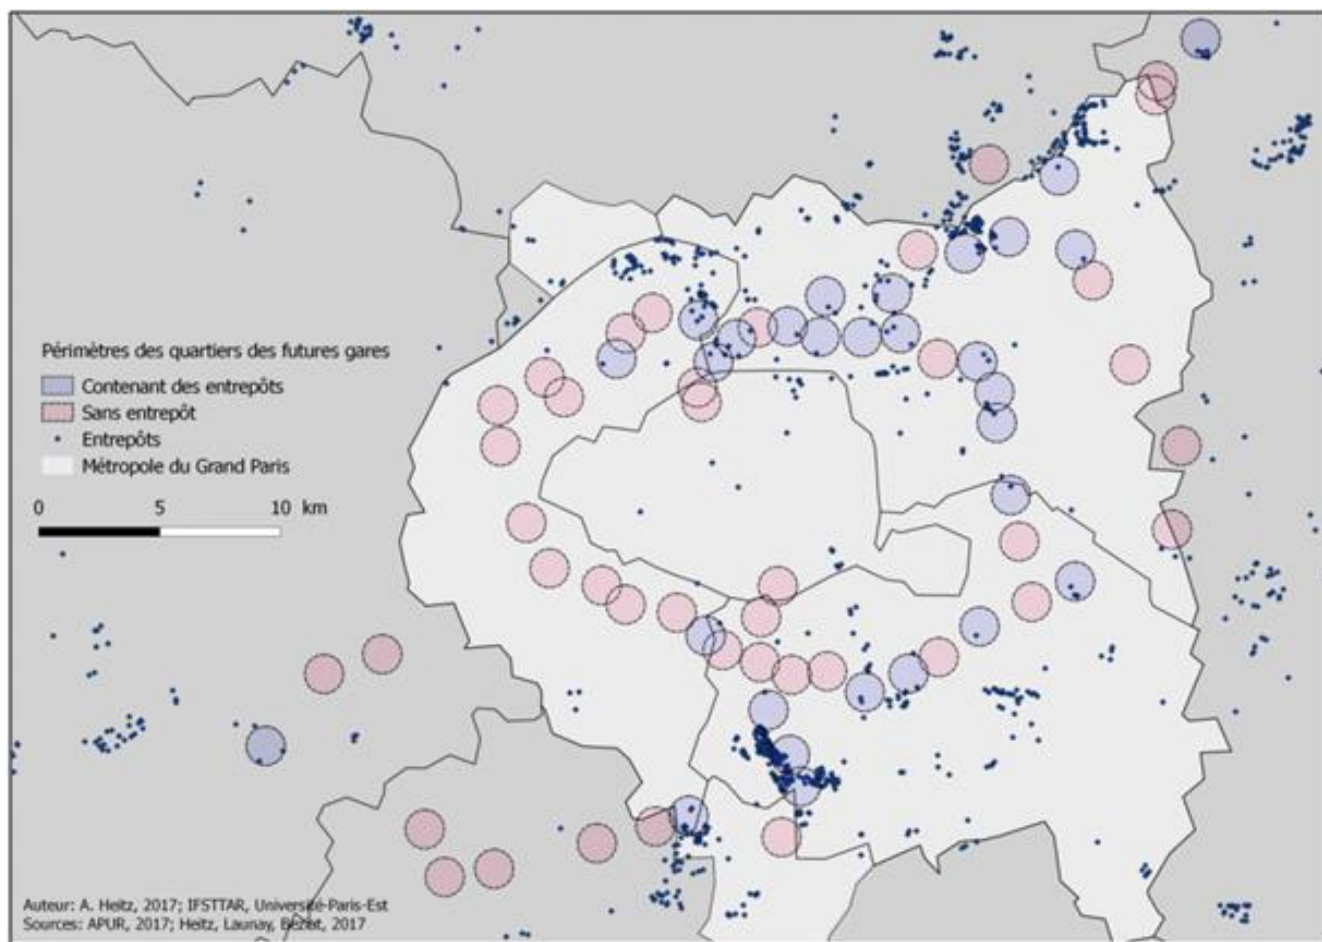 Périmètres des quartiers des futures gares
Contenant des entrepôts
Sans entrepôt
Entrepôts
Métropole du Grand Paris
0 5 10 km
Auteur: A. Heitz, 2017; IFSTTAR, Université-Paris-Est
Sources: APUR, 2017; Heitz, Launay, Beziat, 2017